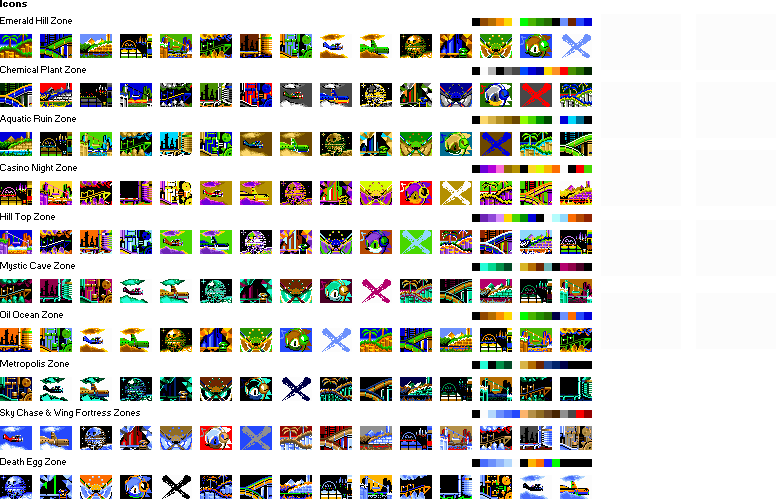 Icons
Emerald Hill Zone
Chemical Plant Zone
Aquatic Ruin Zone
Casino Night Zone
Hill Top Zone
Mystic Cave Zone
Oil Ocean Zone
Metropolis Zone
Sky Chase & Wing Fortress Zones
Death Egg Zone